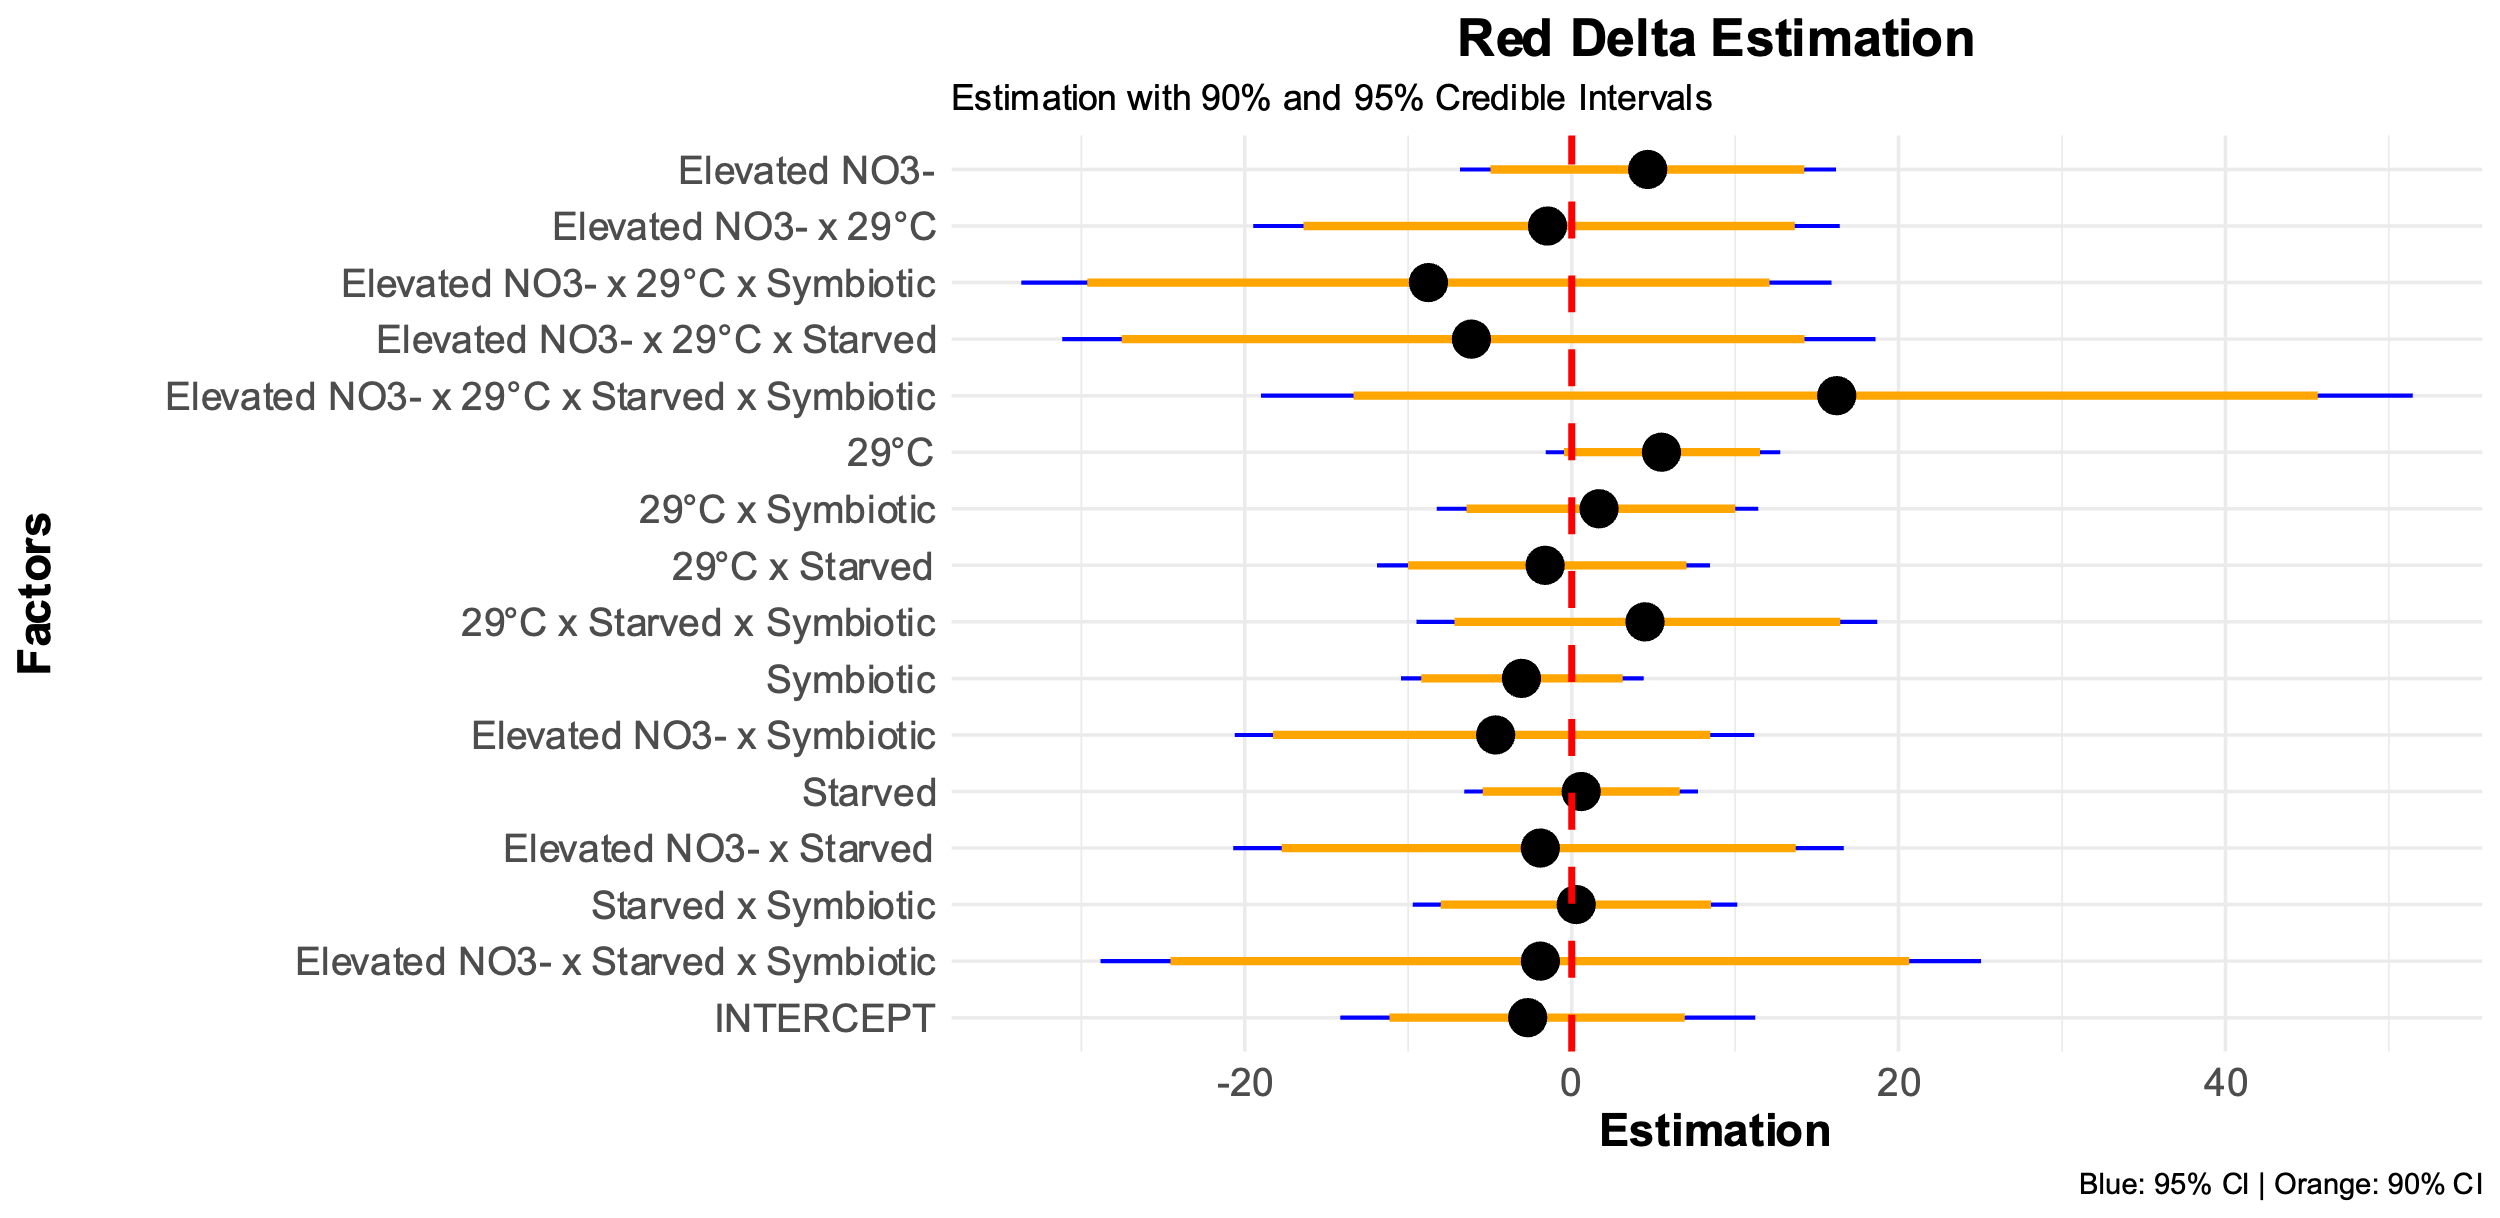 Red Delta Estimation
Estimation with 90% and 95% Credible Intervals
Factors
Elevated NO3-
Elevated NO3- x 29°C
Elevated NO3- x 29°C x Symbiotic
Elevated NO3- x 29°C x Starved
Elevated NO3- x 29°C x Starved x Symbiotic
29°C
29°C x Symbiotic
29°C x Starved
29°C x Starved x Symbiotic
Symbiotic
Elevated NO3- x Symbiotic
Starved
Elevated NO3- x Starved
Starved x Symbiotic
Elevated NO3- x Starved x Symbiotic
INTERCEPT
-20 0 20 40
Estimation
Blue: 95% CI | Orange: 90% CI